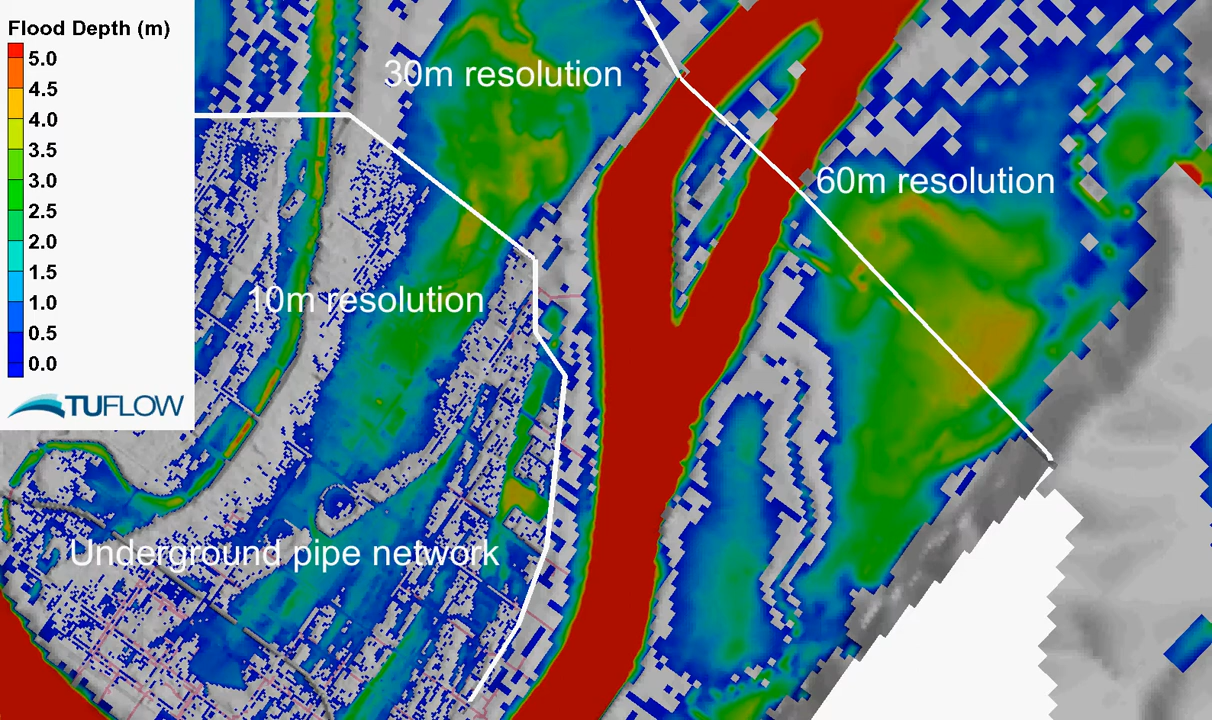 Flood Depth (m)
5.0
4.5
4.0
3.5
3.0
2.5
2.0
1.5
1.0
0.5
0.0
TUFLOW
30m resolution
60m resolution
10m resolution
Underground pipe network